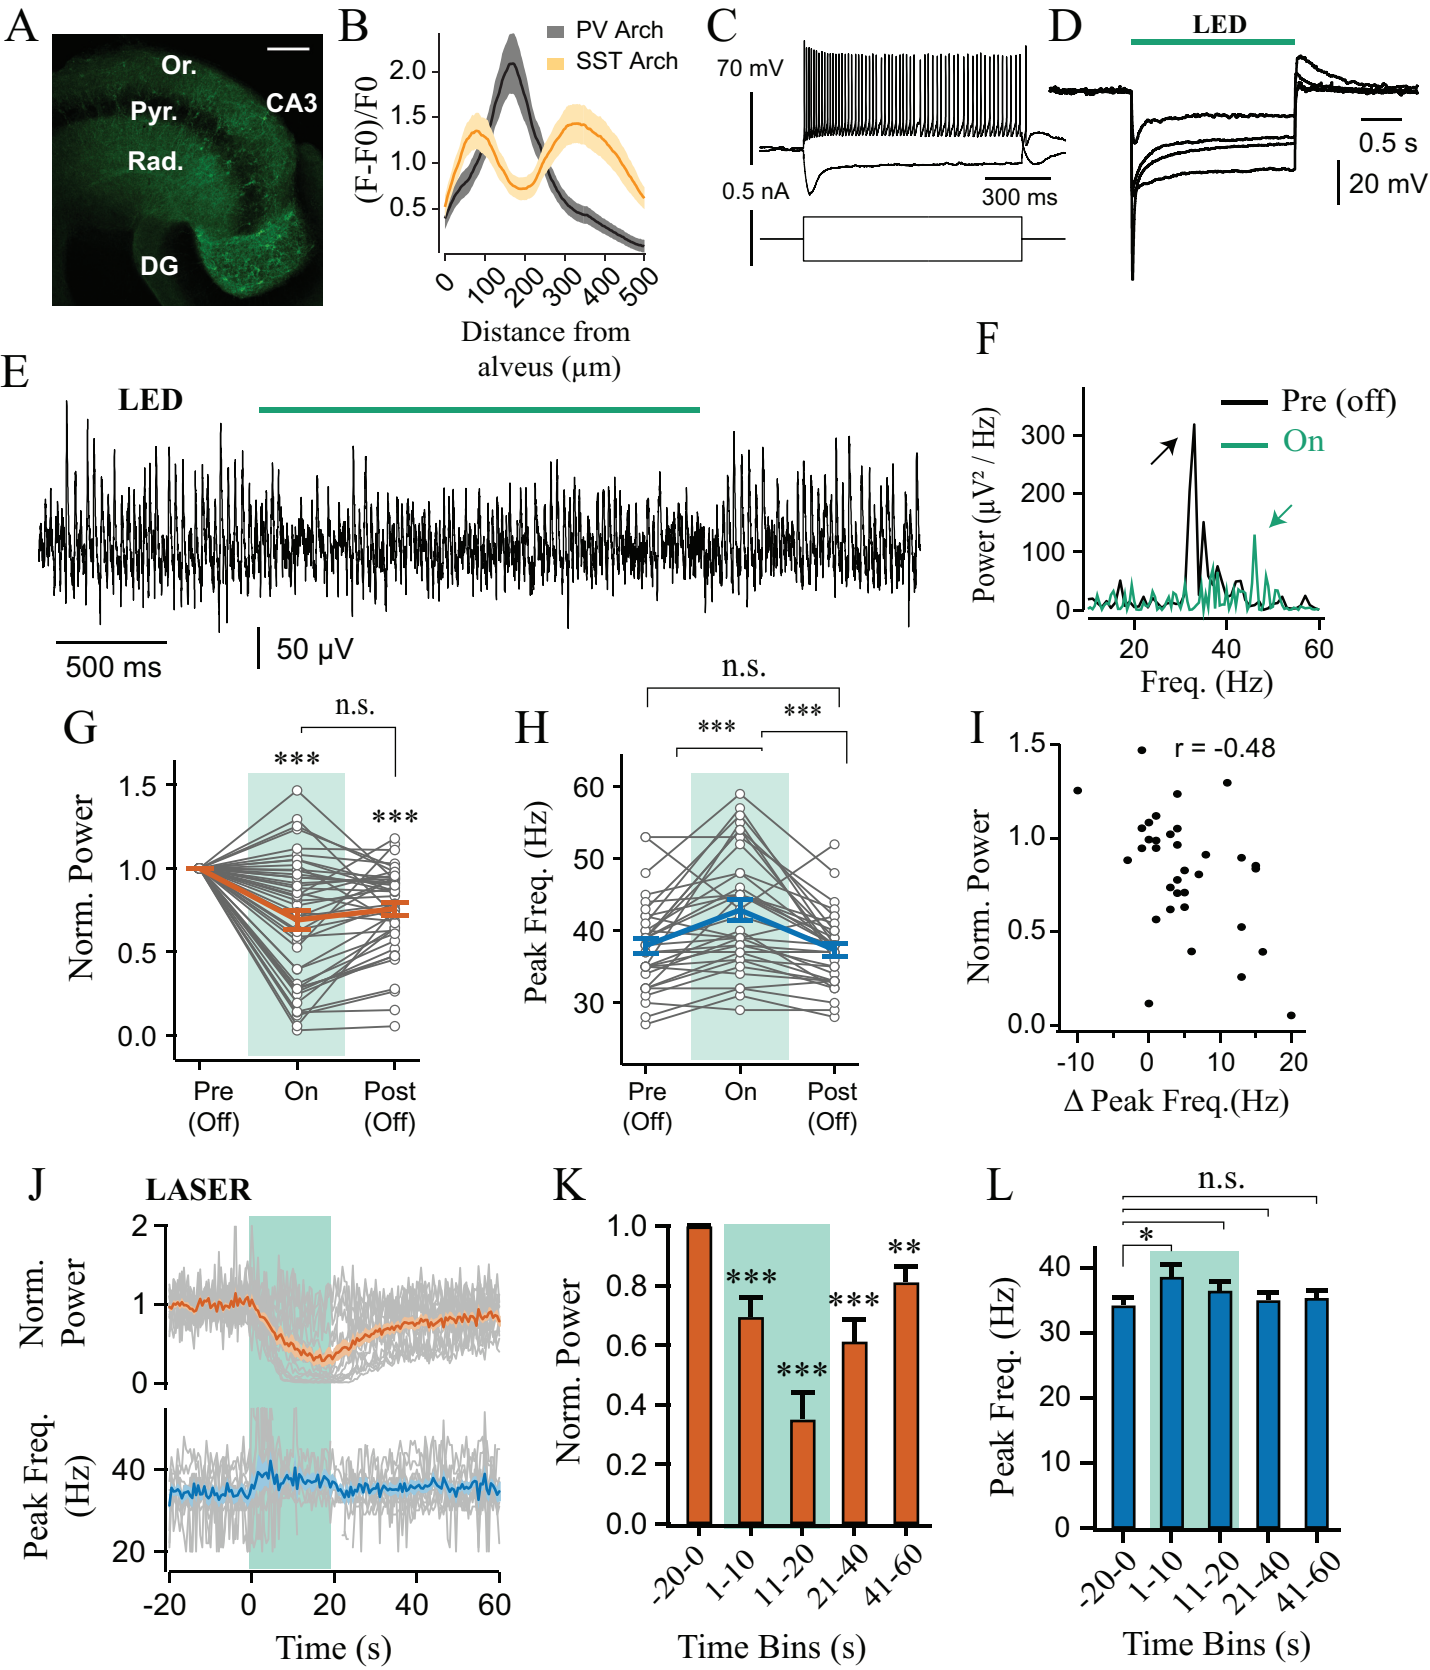 A
Or.
Pyr.
CA3
Rad.
DG
B
PV Arch
SST Arch
(F-F0)/F0
2.0
1.5
1.0
0.5
0
100
200
300
400
500
Distance from
alveus (µm)
C
70 mV
0.5 nA
300 ms
D
LED
0.5 s
20 mV
E
LED
500 ms
50 µV
F
Pre (off)
On
Power (µV² / Hz)
300
200
100
0
20
40
60
Freq. (Hz)
G
n.s.
***
***
Norm. Power
1.5
1.0
0.5
0.0
Pre
(Off)
On
Post
(Off)
H
n.s.
***
***
Peak Freq. (Hz)
60
50
40
30
Pre
(Off)
On
Post
(Off)
I
r = -0.48
Norm. Power
1.5
1.0
0.5
0.0
-10
0
10
20
Δ Peak Freq.(Hz)
J
LASER
Norm.
Power
2
1
0
Peak Freq.
(Hz)
40
20
-20
0
20
40
60
Time (s)
K
Norm. Power
1.0
0.8
0.6
0.4
0.2
0.0
***
***
***
**
-20-0
1-10
11-20
21-40
41-60
Time Bins (s)
L
n.s.
*
Peak Freq. (Hz)
40
30
20
10
0
-20-0
1-10
11-20
21-40
41-60
Time Bins (s)